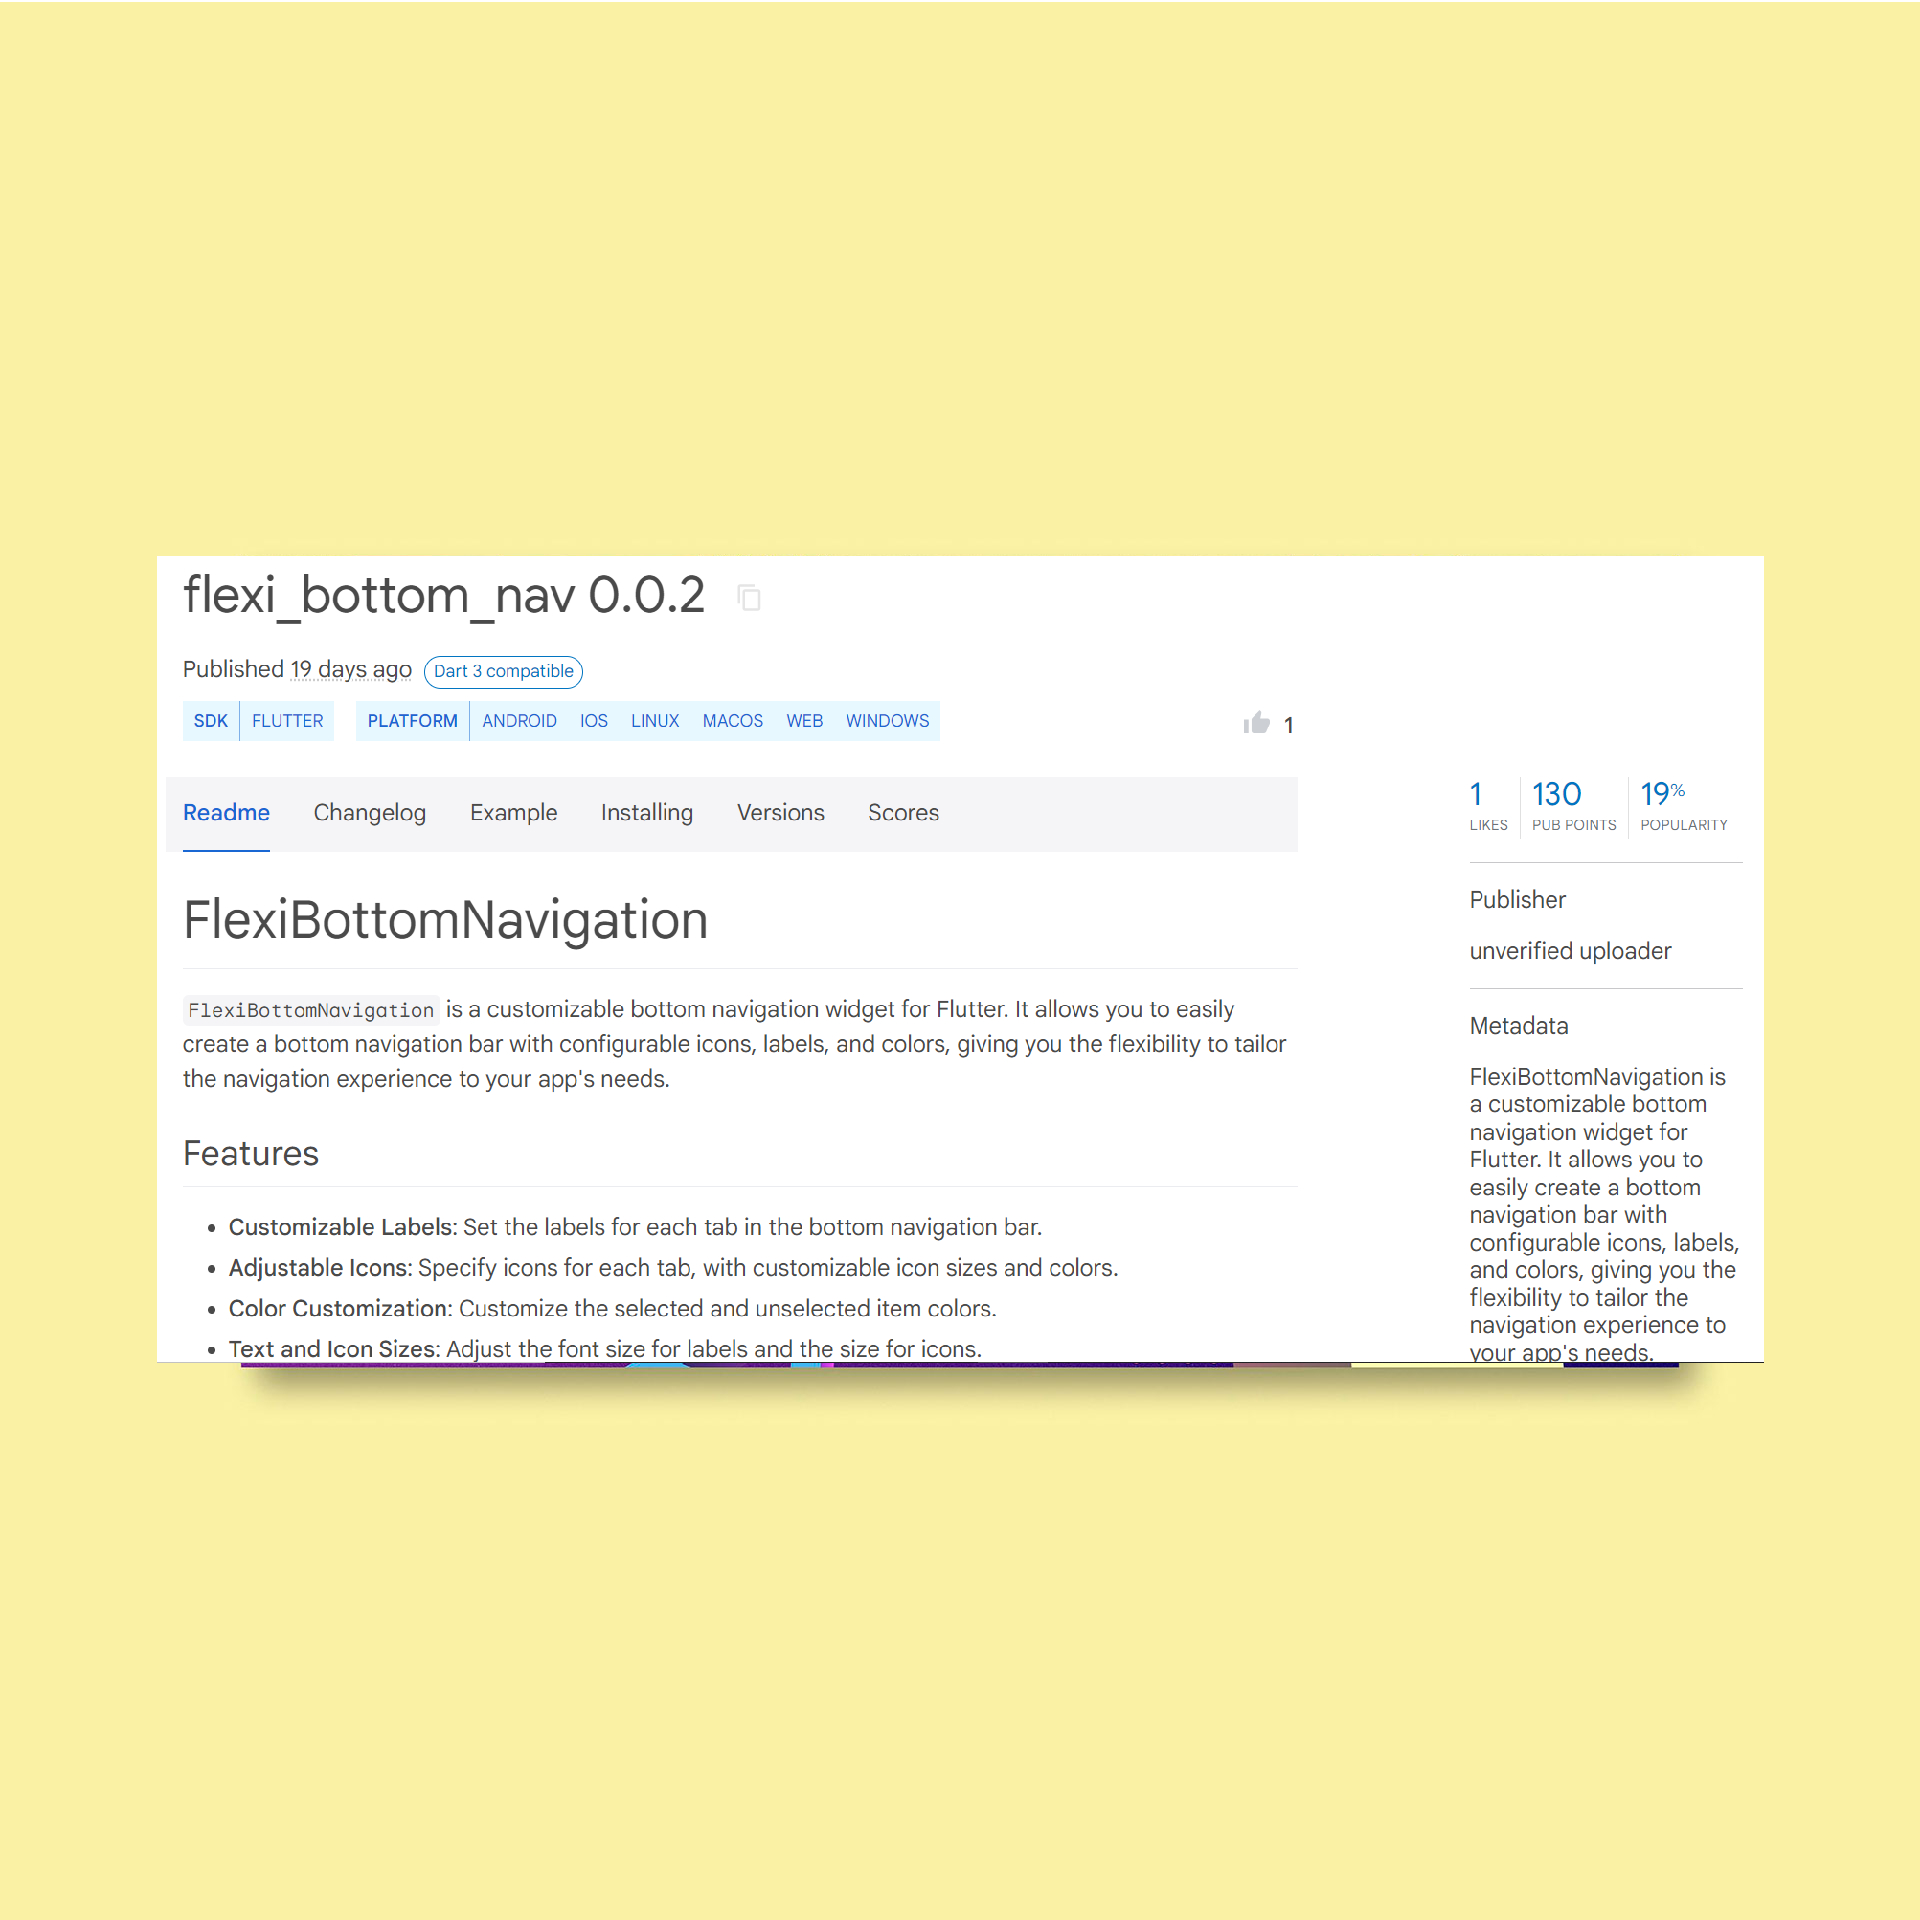 flexi_bottom_nav 0.0.2
Published 19 days ago Dart 3 compatible
SDK FLUTTER PLATFORM ANDROID IOS LINUX MACOS WEB WINDOWS
1
Readme Changelog Example Installing Versions Scores
FlexiBottomNavigation
FlexiBottomNavigation is a customizable bottom navigation widget for Flutter. It allows you to easily
create a bottom navigation bar with configurable icons, labels, and colors, giving you the flexibility to tailor
the navigation experience to your app's needs.
Features
• Customizable Labels: Set the labels for each tab in the bottom navigation bar.
• Adjustable Icons: Specify icons for each tab, with customizable icon sizes and colors.
• Color Customization: Customize the selected and unselected item colors.
• Text and Icon Sizes: Adjust the font size for labels and the size for icons.
1 130 19%
LIKES PUB POINTS POPULARITY
Publisher
unverified uploader
Metadata
FlexiBottomNavigation is
a customizable bottom
navigation widget for
Flutter. It allows you to
easily create a bottom
navigation bar with
configurable icons, labels,
and colors, giving you the
flexibility to tailor the
navigation experience to
your app's needs.